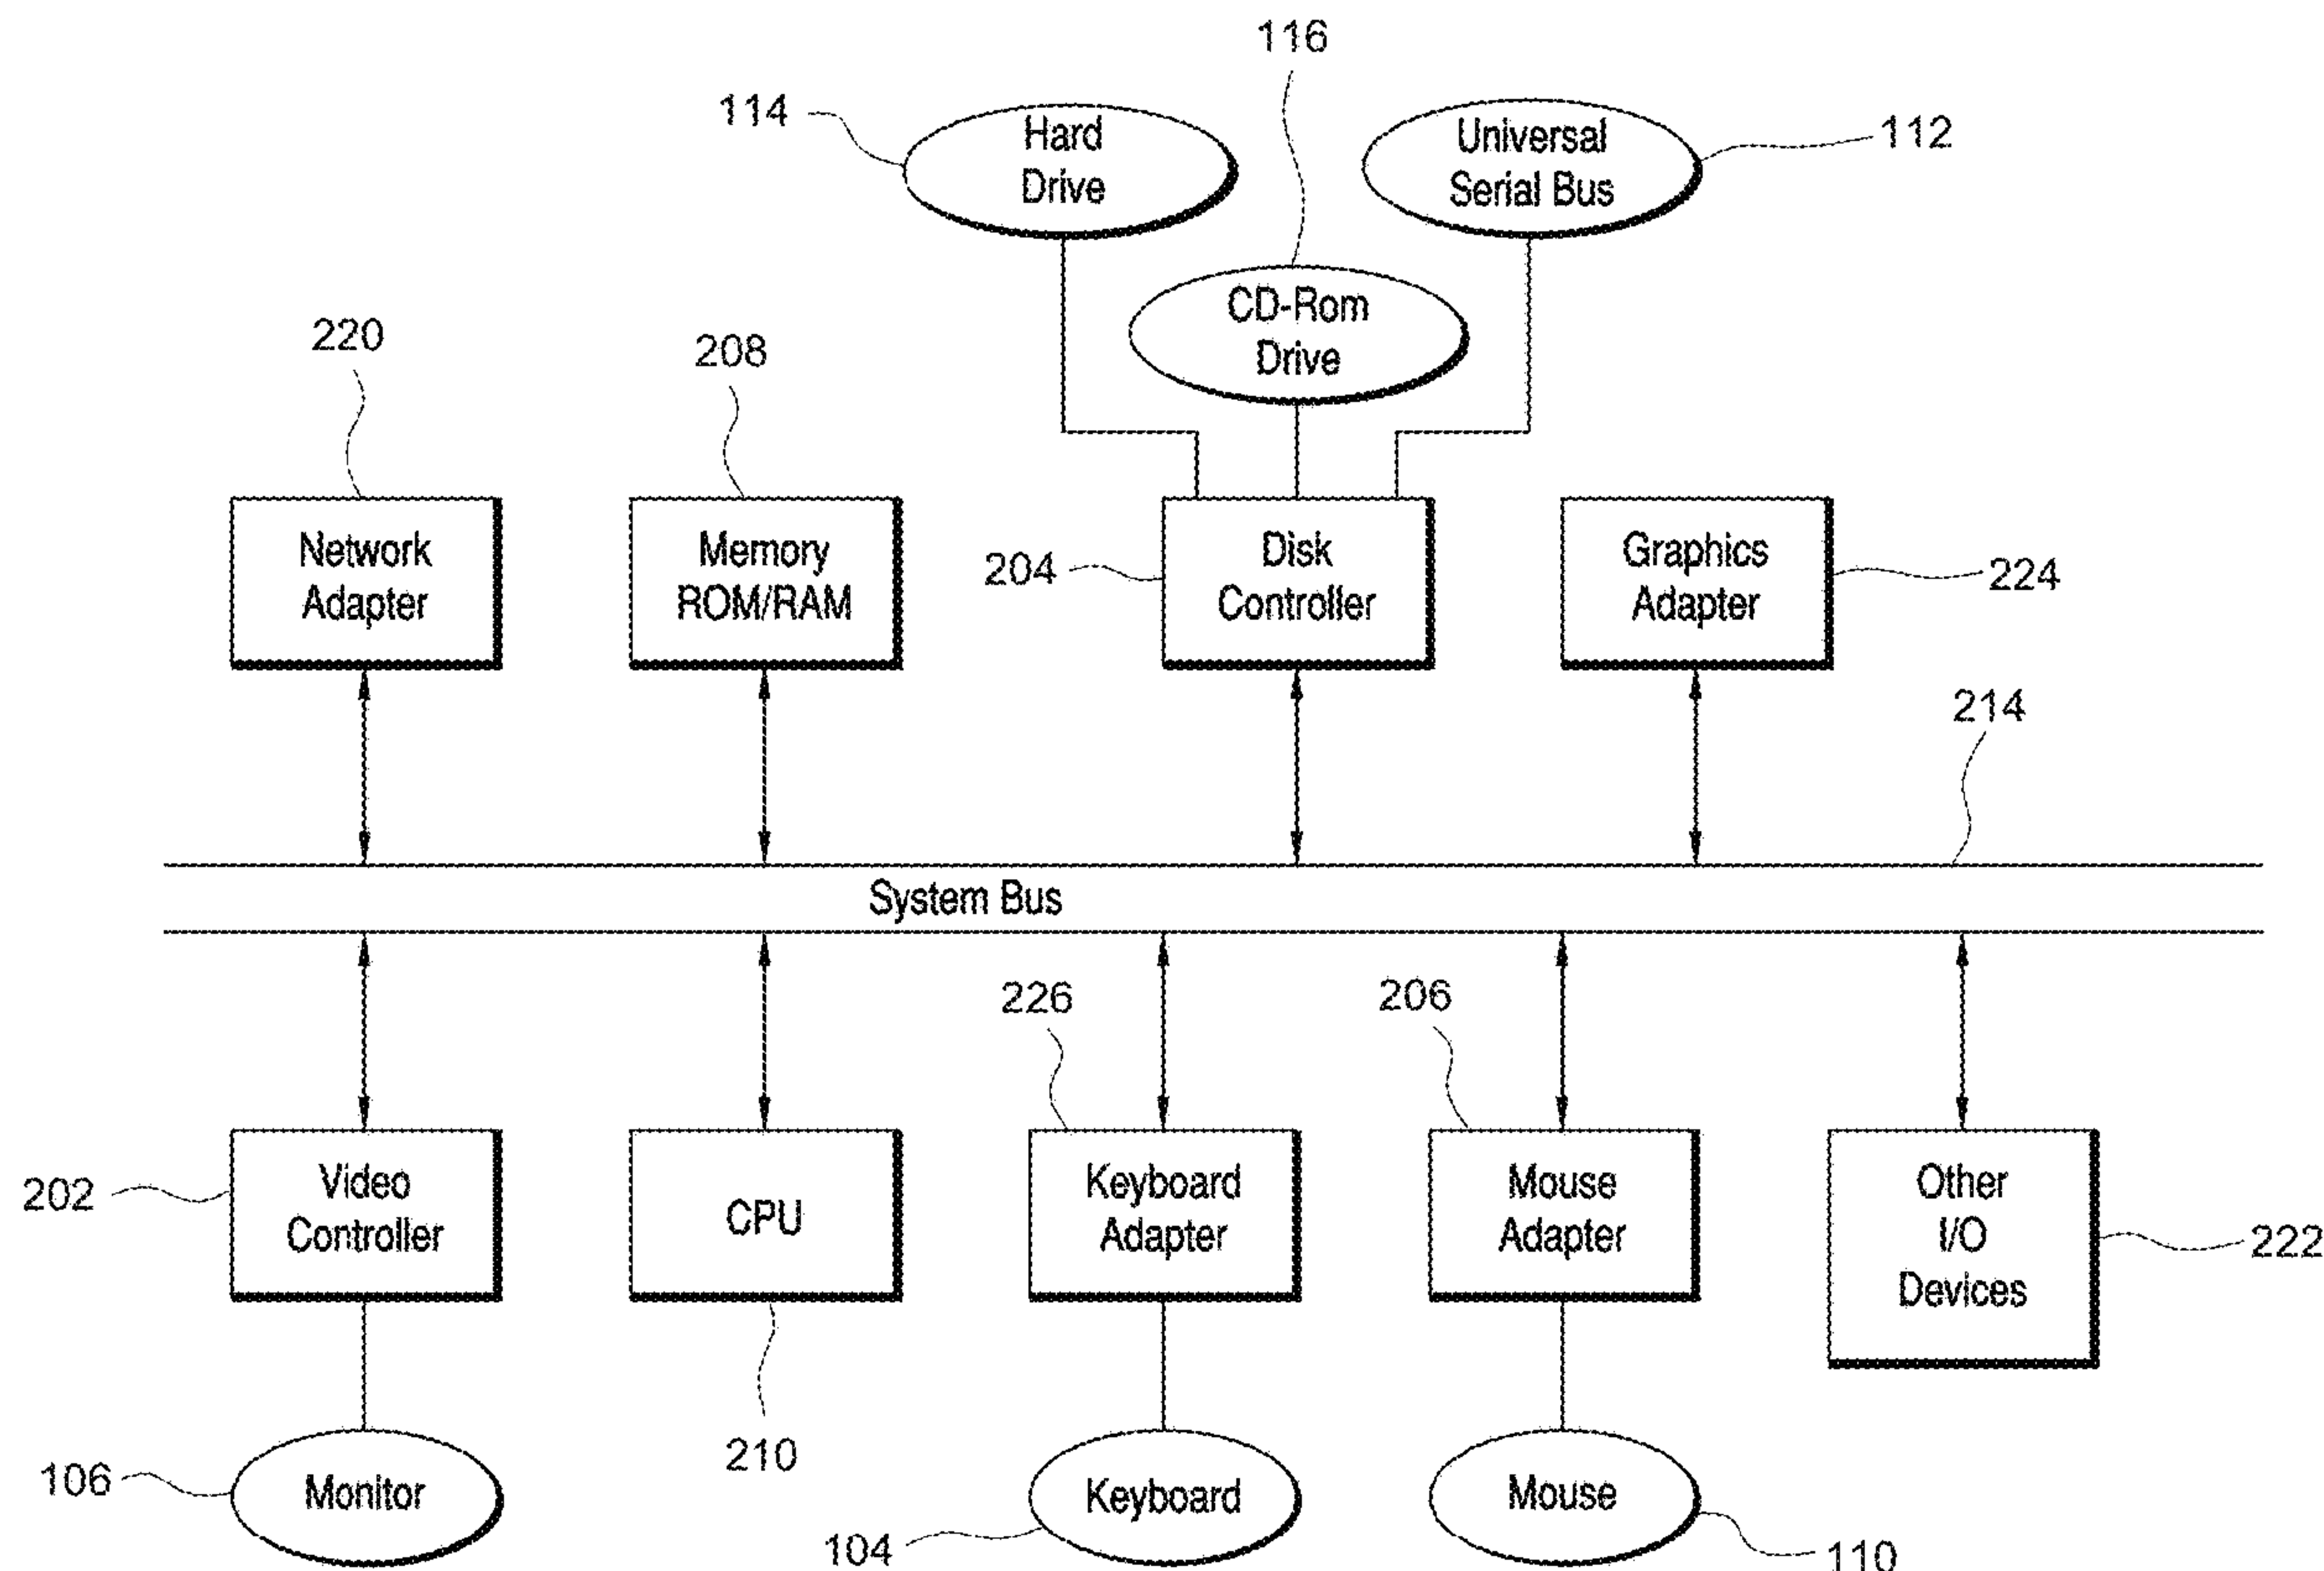 116
114
Hard
Drive
Universal
Serial Bus
112
CD-Rom
Drive
220
208
Network
Adapter
Memory
ROM/RAM
204
Disk
Controller
Graphics
Adapter
224
214
System Bus
226
206
202
Video
Controller
CPU
Keyboard
Adapter
Mouse
Adapter
Other
I/O
Devices
222
210
106
Monitor
Keyboard
Mouse
104
110